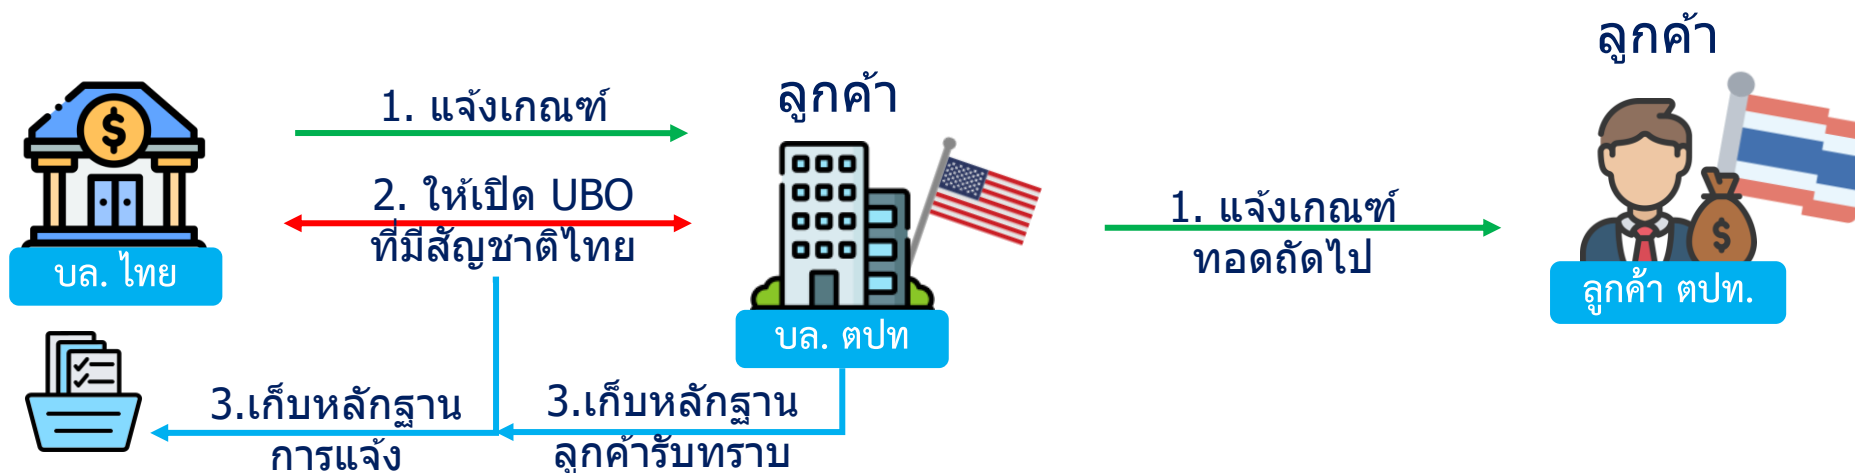 ลูกค้า
ลูกค้า
1. แจ้งเกณฑ์
2. ให้เปิด UBO
ที่มีสัญชาติไทย
1. แจ้งเกณฑ์
ทอดถัดไป
บล. ไทย
บล. ตปท
ลูกค้า ตปท.
3.เก็บหลักฐาน
การแจ้ง
3.เก็บหลักฐาน
ลูกค้ารับทราบ